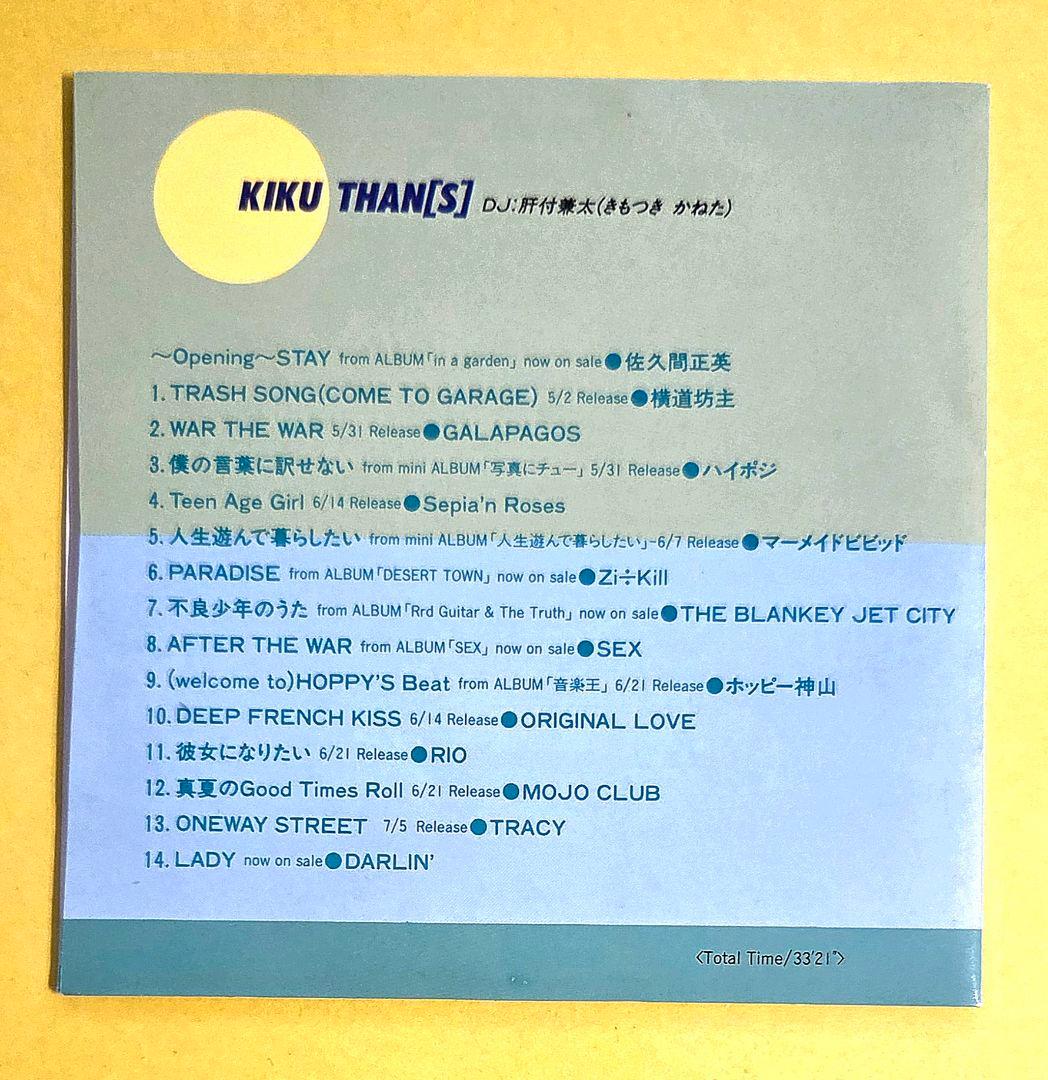 KIKU THAN[S] DJ:肝付兼太(きもつき かねた)
〜Opening〜STAY from ALBUM「in a garden」 now on sale●佐久間正英
1. TRASH SONG(COME TO GARAGE) 5/2 Release●横道坊主
2. WAR THE WAR 5/31 Release●GALAPAGOS
3. 僕の言葉に訳せない from mini ALBUM「写真にチュー」 5/31 Release●ハイポジ
4. Teen Age Girl 6/14 Release●Sepia'n Roses
5. 人生遊んで暮らしたい from mini ALBUM「人生遊んで暮らしたい」-6/7 Release●マーメイドビビッド
6. PARADISE from ALBUM「DESERT TOWN」 now on sale●Zi÷Kill
7. 不良少年のうた from ALBUM「Rrd Guitar & The Truth」 now on sale●THE BLANKEY JET CITY
8. AFTER THE WAR from ALBUM「SEX」 now on sale●SEX
9. (welcome to)HOPPY'S Beat from ALBUM「音楽王」 6/21 Release●ホッピー神山
10. DEEP FRENCH KISS 6/14 Release●ORIGINAL LOVE
11. 彼女になりたい 6/21 Release●RIO
12. 真夏のGood Times Roll 6/21 Release●MOJO CLUB
13. ONEWAY STREET 7/5 Release●TRACY
14. LADY now on sale●DARLIN'
<Total Time/33'21">